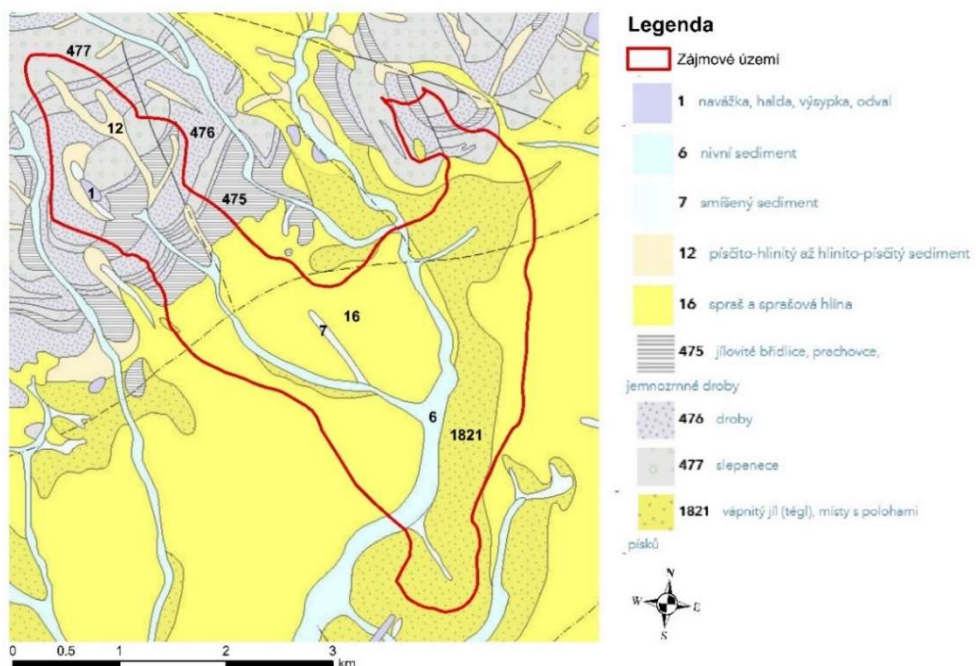 477
12
476
1
475
16
7
6
1821
0 0.5 1 2 3
km
Legenda
Zájmové území
1 navážka, halda, výsypka, odval
6 nivní sediment
7 smíšený sediment
12 písčito-hlinitý až hlinito-písčitý sediment
16 spraš a sprašová hlína
475 jílovité břidlice, prachovce,
jemnozrnné droby
476 droby
477 slepenece
1821 vápnitý jíl (tégl), místy s polohami
písků
N
W E
S